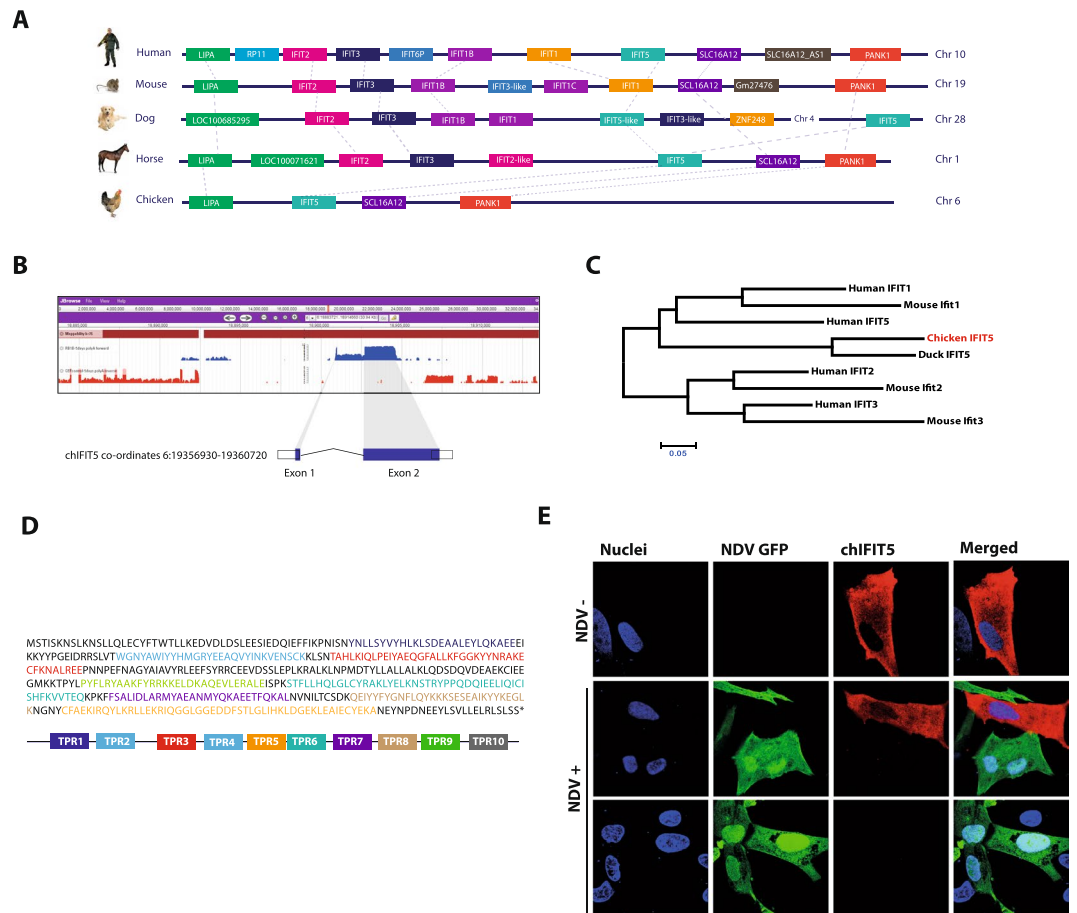 A
Human LIPA RP11 IFIT2 IFIT3 IFIT6P IFIT1B IFIT1 IFIT5 SLC16A12 SLC16A12_AS1 PANK1 Chr 10
Mouse LIPA IFIT2 IFIT3 IFIT1B IFIT3-like IFIT1C IFIT1 SCL16A12 Gm27476 PANK1 Chr 19
Dog LOC100685295 IFIT2 IFIT3 IFIT1B IFIT1 IFIT5-like IFIT3-like ZNF248 Chr 4 IFIT5 Chr 28
Horse LIPA LOC100071621 IFIT2 IFIT3 IFIT2-like IFIT5 SCL16A12 PANK1 Chr 1
Chicken LIPA IFIT5 SCL16A12 PANK1 Chr 6
B
JBrowse File View Help
chIFIT5 co-ordinates 6:19356930-19360720
Exon 1 Exon 2
C
Human IFIT1
Mouse Ifit1
Human IFIT5
Chicken IFIT5
Duck IFIT5
Human IFIT2
Mouse Ifit2
Human IFIT3
Mouse Ifit3
0.05
D
MSTISKNSLKNSLLQLECYFTWTLLKEDVDLDSLEESIEDQIEFFIKPNISNYNLLSYVYHLKLSDEAALEYLQKAEEEI
KKYYPGEIDRRSLVTWGNYAWIYYHMGRYEEAQVYINKVENSCKKLSNTAHLKIQLPEIYAEQGFALLKFGGKYYNRAKE
CFKNALREEPNNPEFNAGYAIAVYRLEEFSYRRCEEVDSSLEPLKRALKLNPMDTYLLALLALKLQDSDQVDEAEKCIEE
GMKKTPYLPYFLRYAAKFYRRKKELDKAQEVLERALEISPKSTFLLHQLGLCYRAKLYELKNSTRYPPQDQIEELIQICI
SHFKVVTEQKPKFFSALIDLARMYAEANMYQKAEETFQKALNVNILTCSDKQEIYYFYGNFLQYKKKSESEAIKYYKEGL
KNGNYCFAEKIRQYLKRLLEKRIQGGLGGEDDFSTLGLIHKLDGEKLEAIECYEKANEYNPDNEEYLSVLLELRSLSS*
TPR1 TPR2 TPR3 TPR4 TPR5 TPR6 TPR7 TPR8 TPR9 TPR10
E
Nuclei NDV GFP chIFIT5 Merged
NDV -
NDV +